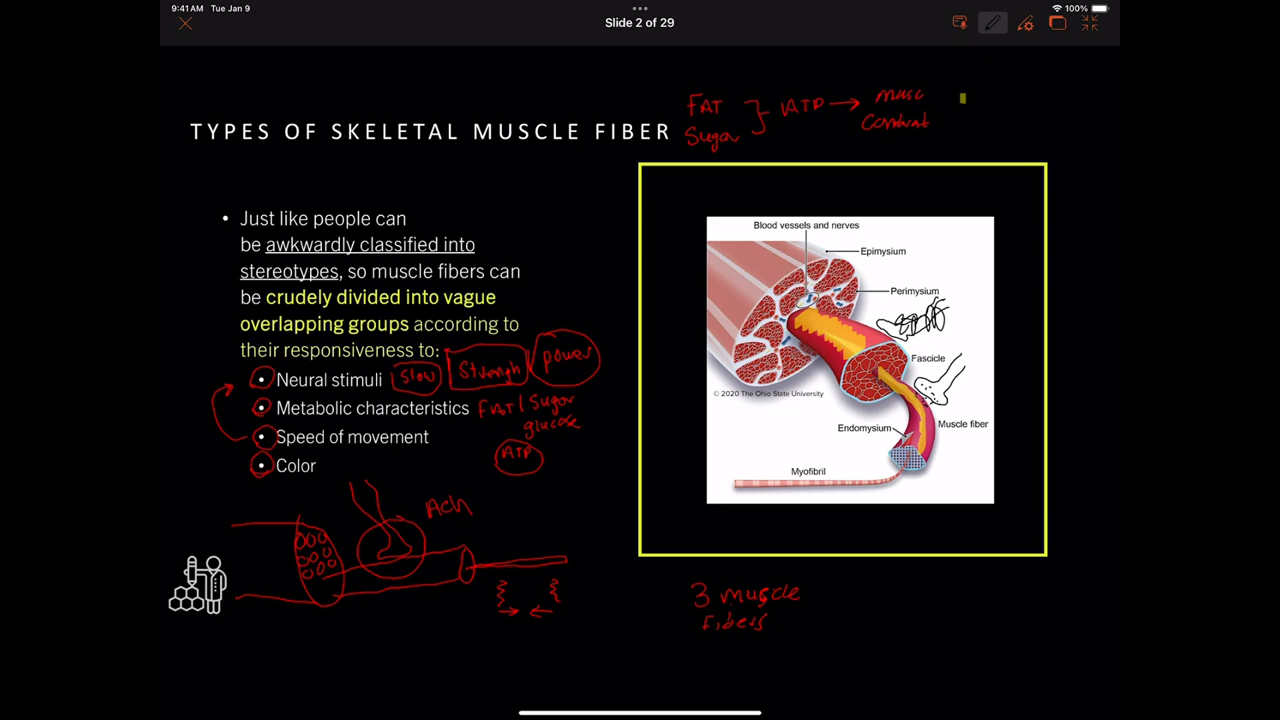 9:41 AM Tue Jan 9
100%
Slide 2 of 29
FAT
Sugar
ATP
Musc
Contract
TYPES OF SKELETAL MUSCLE FIBER
• Just like people can
be awkwardly classified into
stereotypes, so muscle fibers can
be crudely divided into vague
overlapping groups according to
their responsiveness to:
• Neural stimuli
Slow
Strength
power
• Metabolic characteristics
FAT / Sugar
glucose
• Speed of movement
ATP
• Color
Ach
Blood vessels and nerves
Epimysium
Perimysium
Fascicle
© 2020 The Ohio State University
Endomysium
Muscle fiber
Myofibril
3 muscle
fibers